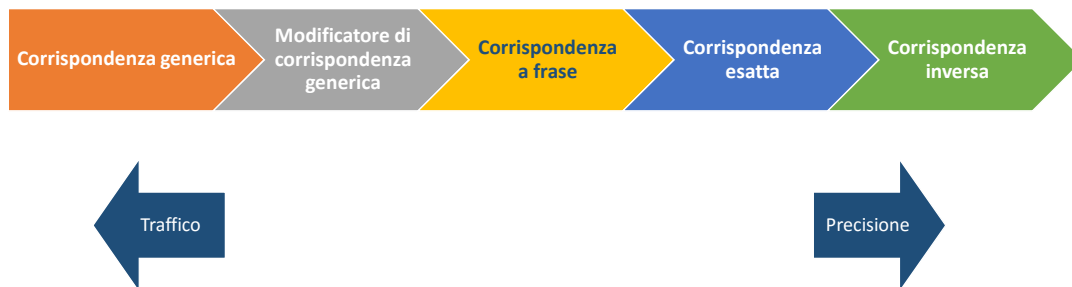 Corrispondenza generica
Modificatore di
corrispondenza
generica
Corrispondenza
a frase
Corrispondenza
esatta
Corrispondenza
inversa
Traffico
Precisione